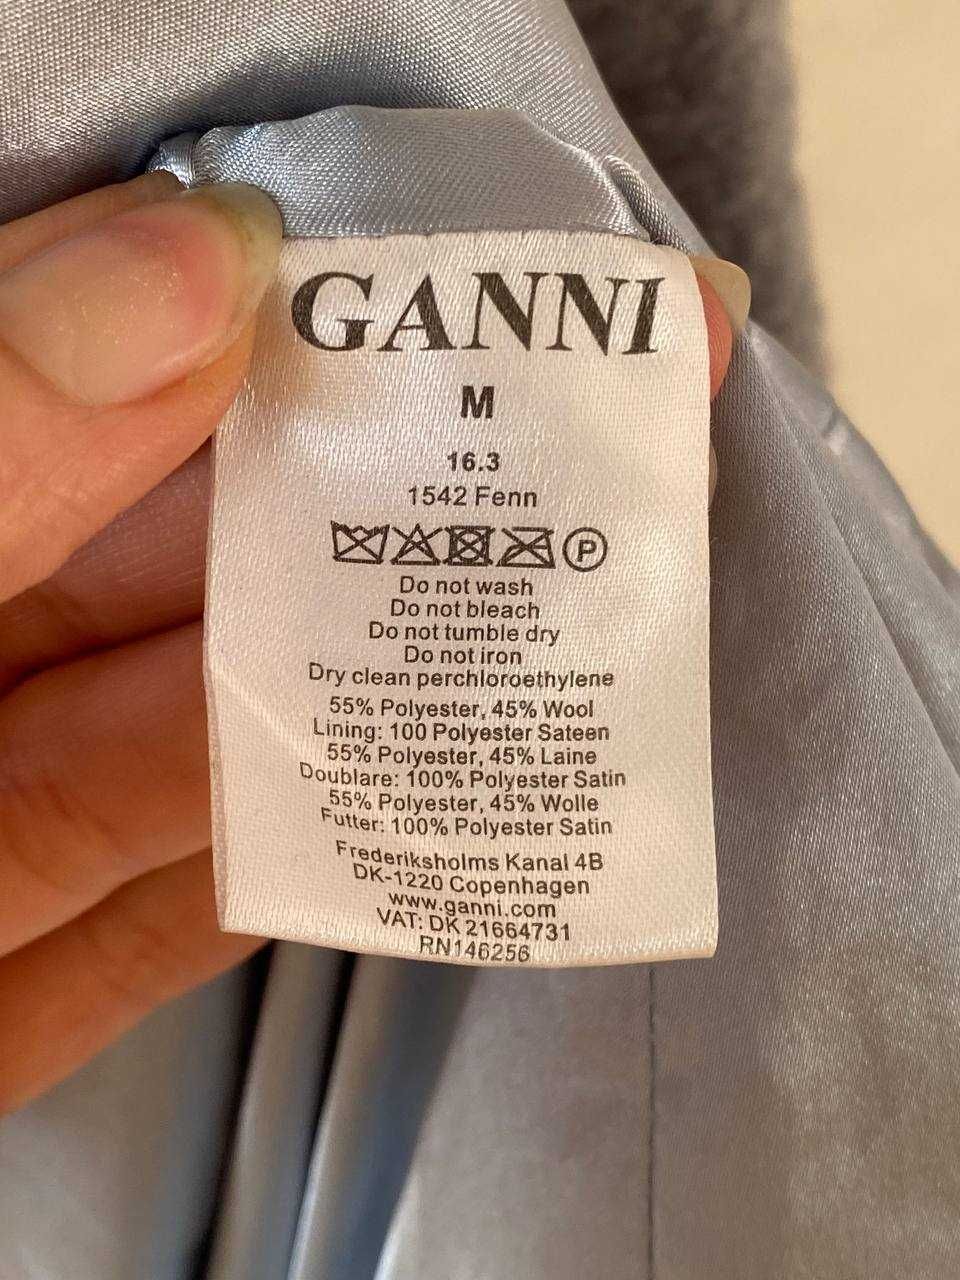 GANNI
M
16.3
1542 Fenn
P
Do not wash
Do not bleach
Do not tumble dry
Do not iron
Dry clean perchloroethylene
55% Polyester, 45% Wool
Lining: 100 Polyester Sateen
55% Polyester, 45% Laine
Doublare: 100% Polyester Satin
55% Polyester, 45% Wolle
Futter: 100% Polyester Satin
Frederiksholms Kanal 4B
DK-1220 Copenhagen
www.ganni.com
VAT: DK 21664731
RN146256